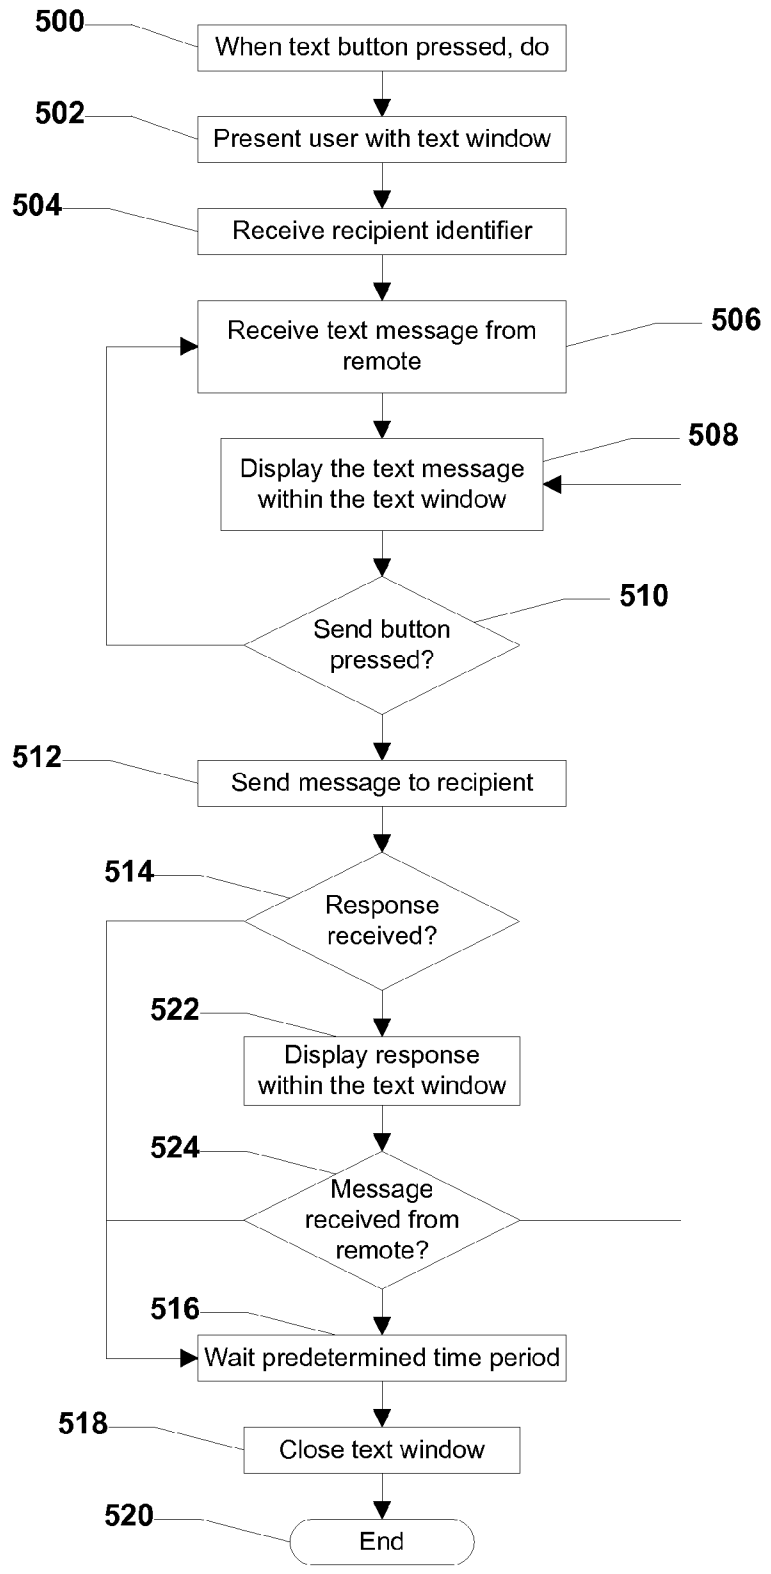 500
When text button pressed, do
502
Present user with text window
504
Receive recipient identifier
506
Receive text message from
remote
508
Display the text message
within the text window
510
Send button
pressed?
512
Send message to recipient
514
Response
received?
522
Display response
within the text window
524
Message
received from
remote?
516
Wait predetermined time period
518
Close text window
520
End